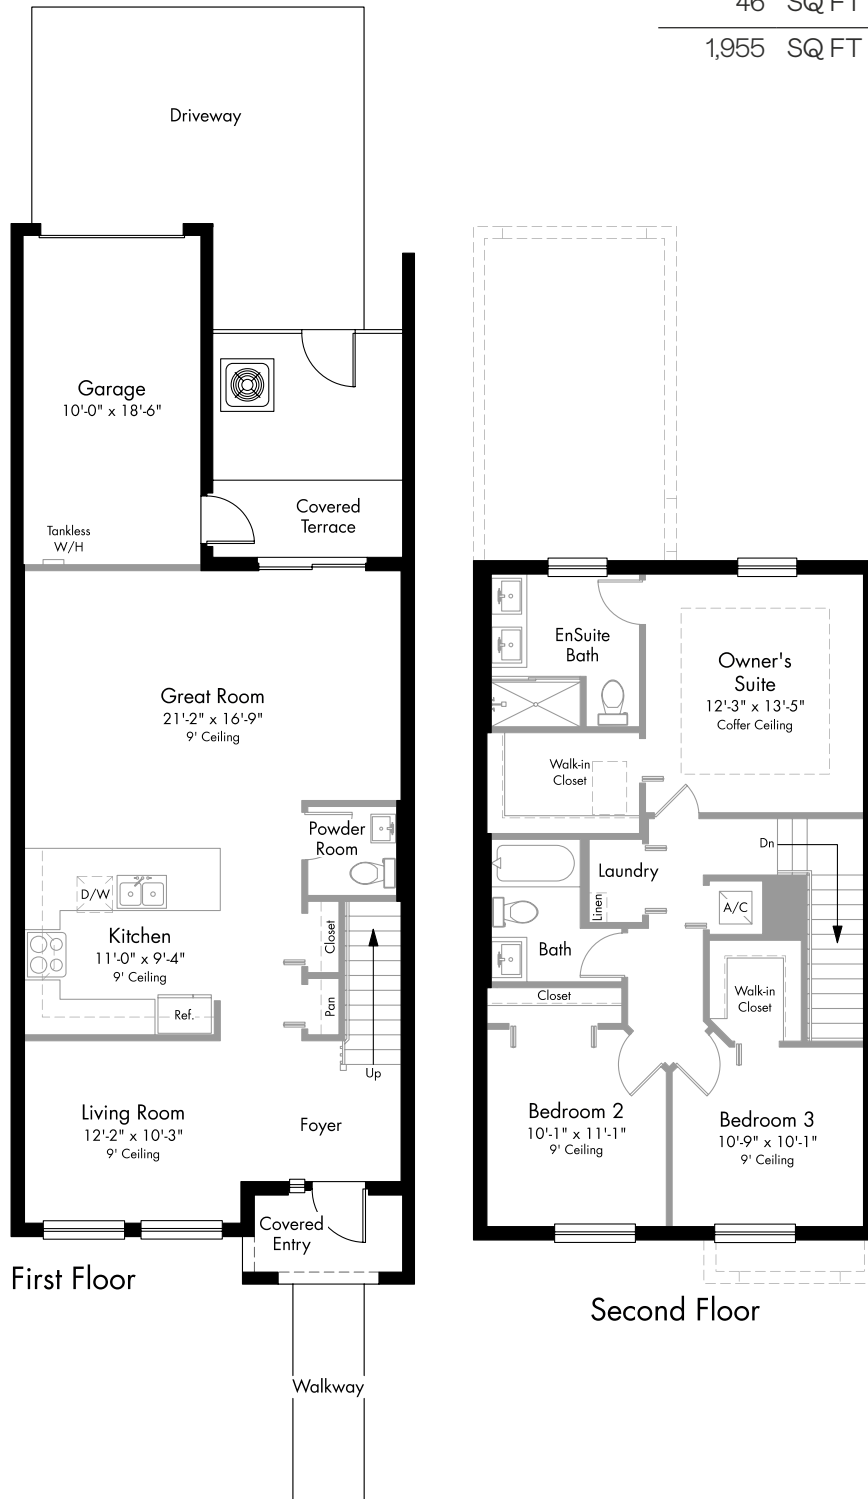 46 SQ FT
1,955 SQ FT
Driveway
Garage
10'-0" x 18'-6"
Tankless
W/H
Covered
Terrace
Great Room
21'-2" x 16'-9"
9' Ceiling
Powder
Room
D/W
Kitchen
11'-0" x 9'-4"
9' Ceiling
Ref.
Closet
Pan
Up
Living Room
12'-2" x 10'-3"
9' Ceiling
Foyer
Covered
Entry
First Floor
Walkway
EnSuite
Bath
Owner's
Suite
12'-3" x 13'-5"
Coffer Ceiling
Walk-in
Closet
Laundry
Linen
Dn
A/C
Bath
Closet
Walk-in
Closet
Bedroom 2
10'-1" x 11'-1"
9' Ceiling
Bedroom 3
10'-9" x 10'-1"
9' Ceiling
Second Floor